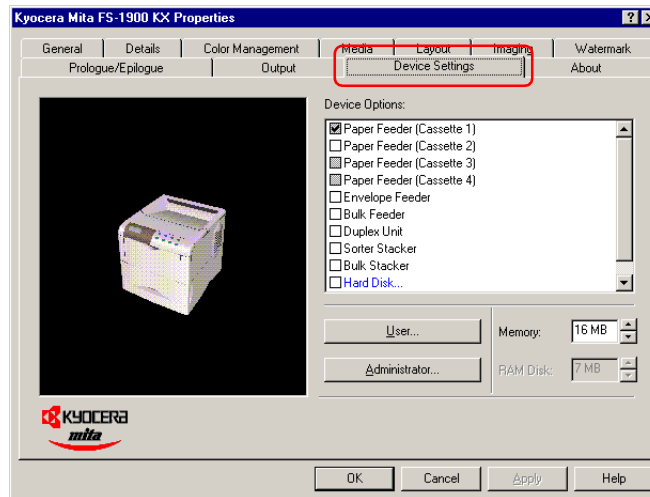 Kyocera Mita FS-1900 KX Properties
General Details Color Management Media Layout Imaging Watermark
Prologue/Epilogue Output Device Settings About
Device Options:
Paper Feeder (Cassette 1)
Paper Feeder (Cassette 2)
Paper Feeder (Cassette 3)
Paper Feeder (Cassette 4)
Envelope Feeder
Bulk Feeder
Duplex Unit
Sorter Stacker
Bulk Stacker
Hard Disk...
User... Memory: 16 MB
Administrator... RAM Disk: 7 MB
KYOCERA
mita
OK Cancel Apply Help